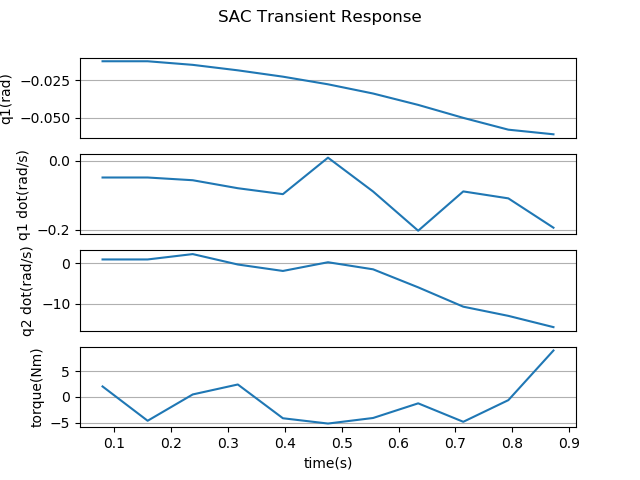 SAC Transient Response
q1(rad)
−0.025
−0.050
q1 dot(rad/s)
0.0
−0.2
q2 dot(rad/s)
0
−10
torque(Nm)
5
0
−5
0.1 0.2 0.3 0.4 0.5 0.6 0.7 0.8 0.9
time(s)